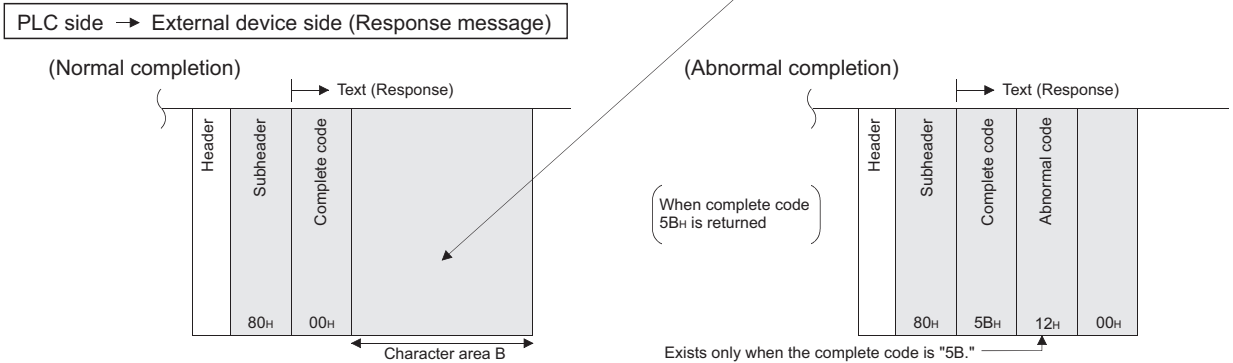 PLC side → External device side (Response message)
(Normal completion)
Text (Response)
Header
Subheader
Complete code
80H
00H
Character area B
(Abnormal completion)
Text (Response)
When complete code
5BH is returned
Header
Subheader
Complete code
Abnormal code
80H
5BH
12H
00H
Exists only when the complete code is "5B."